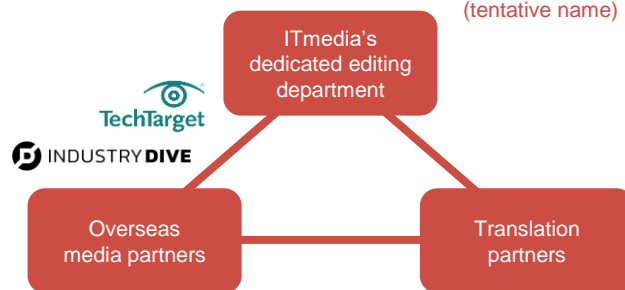 (tentative name)
ITmedia's
dedicated editing
department
TechTarget
INDUSTRY DIVE
Overseas
media partners
Translation
partners